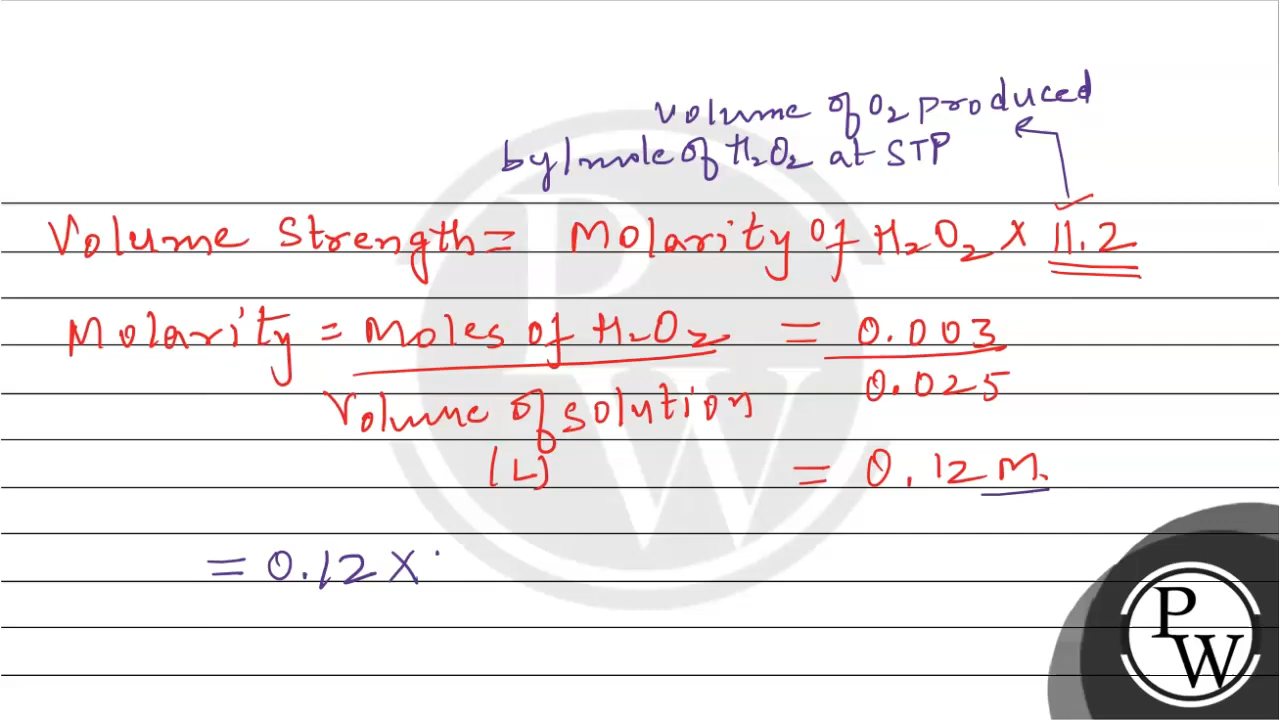 Volume of O₂ produced
by 1 mole of H₂O₂ at STP
Volume Strength = Molarity of H₂O₂ × 11.2
Molarity = Moles of H₂O₂ = 0.003
Volume of solution 0.025
(L) = 0.12 M.
= 0.12 ×
P
W
P
W